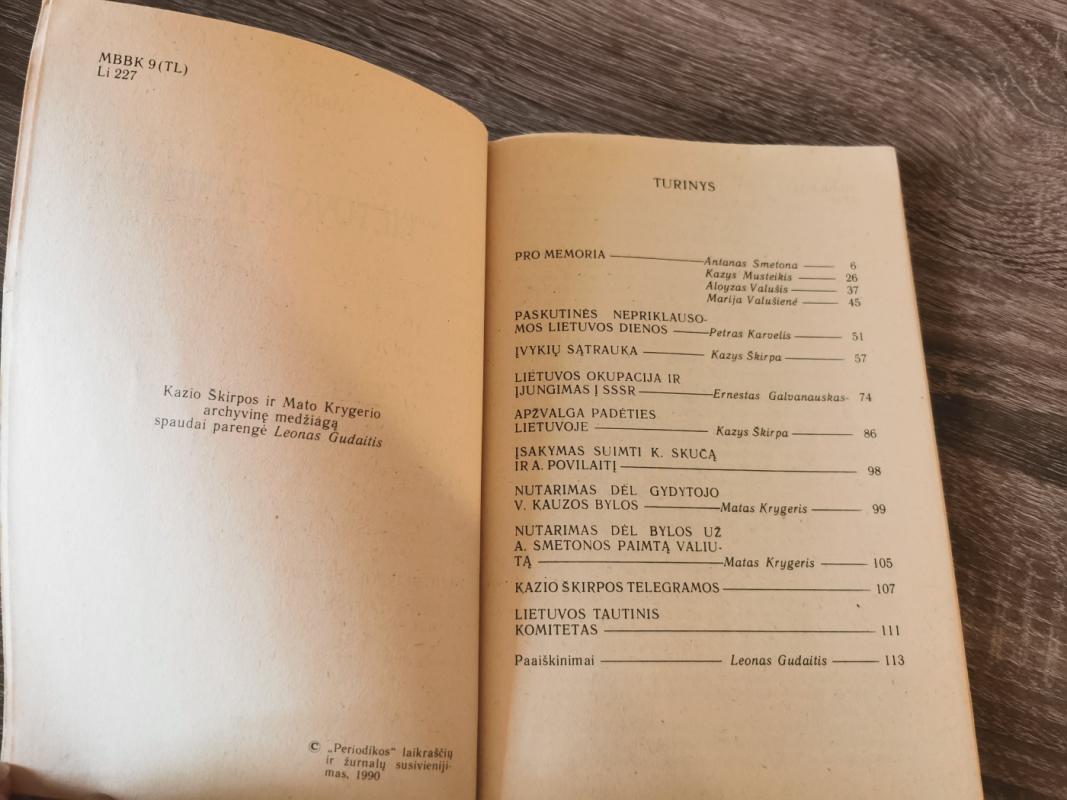 MBBK 9(TL)
Li 227
Kazio Škirpos ir Mato Krygerio
archyvinę medžiagą
spaudai parengė Leonas Gudaitis
© „Periodikos“ laikraščių
ir žurnalų susivieniji-
mas, 1990
TURINYS
PRO MEMORIA — Antanas Smetona — 6
Kazys Musteikis — 26
Aloyzas Valušis — 37
Marija Valušienė — 45
PASKUTINĖS NEPRIKLAUSO-
MOS LIETUVOS DIENOS — Petras Karvelis — 51
ĮVYKIŲ SĄTRAUKA — Kazys Škirpa — 57
LIETUVOS OKUPACIJA IR
ĮJUNGIMAS Į SSSR — Ernestas Galvanauskas- 74
APŽVALGA PADĖTIES
LIETUVOJE — Kazys Škirpa — 86
ĮSAKYMAS SUIMTI K. SKUČĄ
IR A. POVILAITĮ — 98
NUTARIMAS DĖL GYDYTOJO
V. KAUZOS BYLOS — Matas Krygeris — 99
NUTARIMAS DĖL BYLOS UŽ
A. SMETONOS PAIMTĄ VALIU-
TĄ — Matas Krygeris — 105
KAZIO ŠKIRPOS TELEGRAMOS — 107
LIETUVOS TAUTINIS
KOMITETAS — 111
Paaiškinimai — Leonas Gudaitis — 113